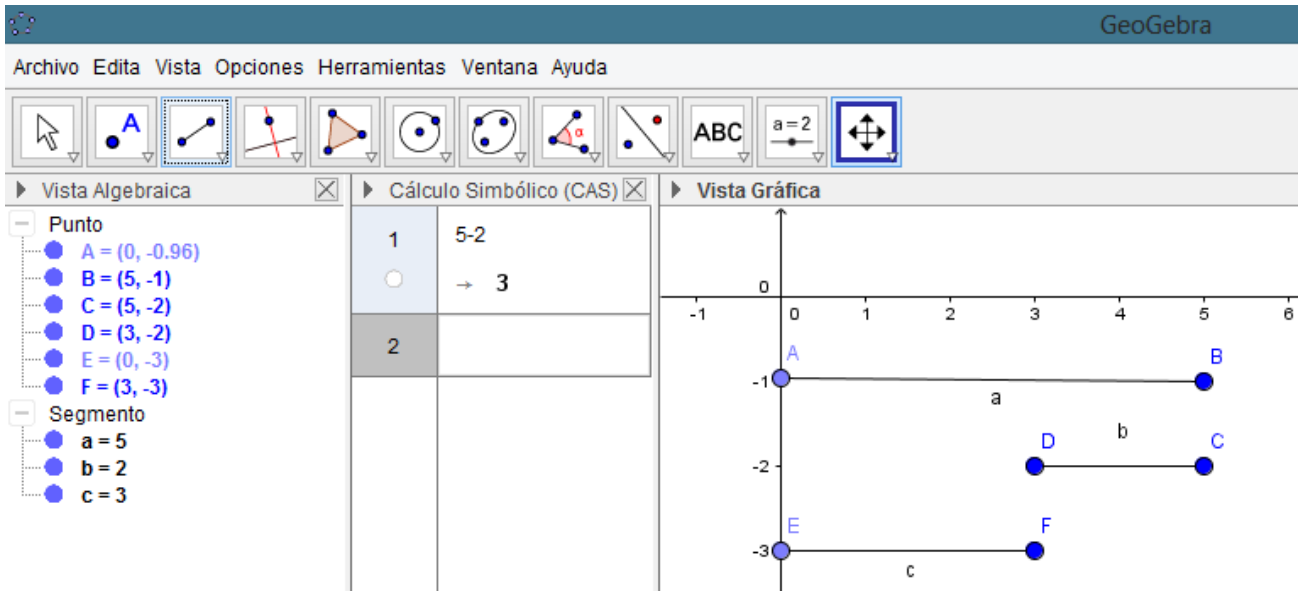 GeoGebra
Archivo Edita Vista Opciones Herramientas Ventana Ayuda
A
α
ABC
a=2
Vista Algebraica
Punto
A = (0, -0.96)
B = (5, -1)
C = (5, -2)
D = (3, -2)
E = (0, -3)
F = (3, -3)
Segmento
a = 5
b = 2
c = 3
Cálculo Simbólico (CAS)
1
5-2
→ 3
2
Vista Gráfica
0
-1 0 1 2 3 4 5 6
A
B
-1
a
b
D
C
-2
E
F
-3
c